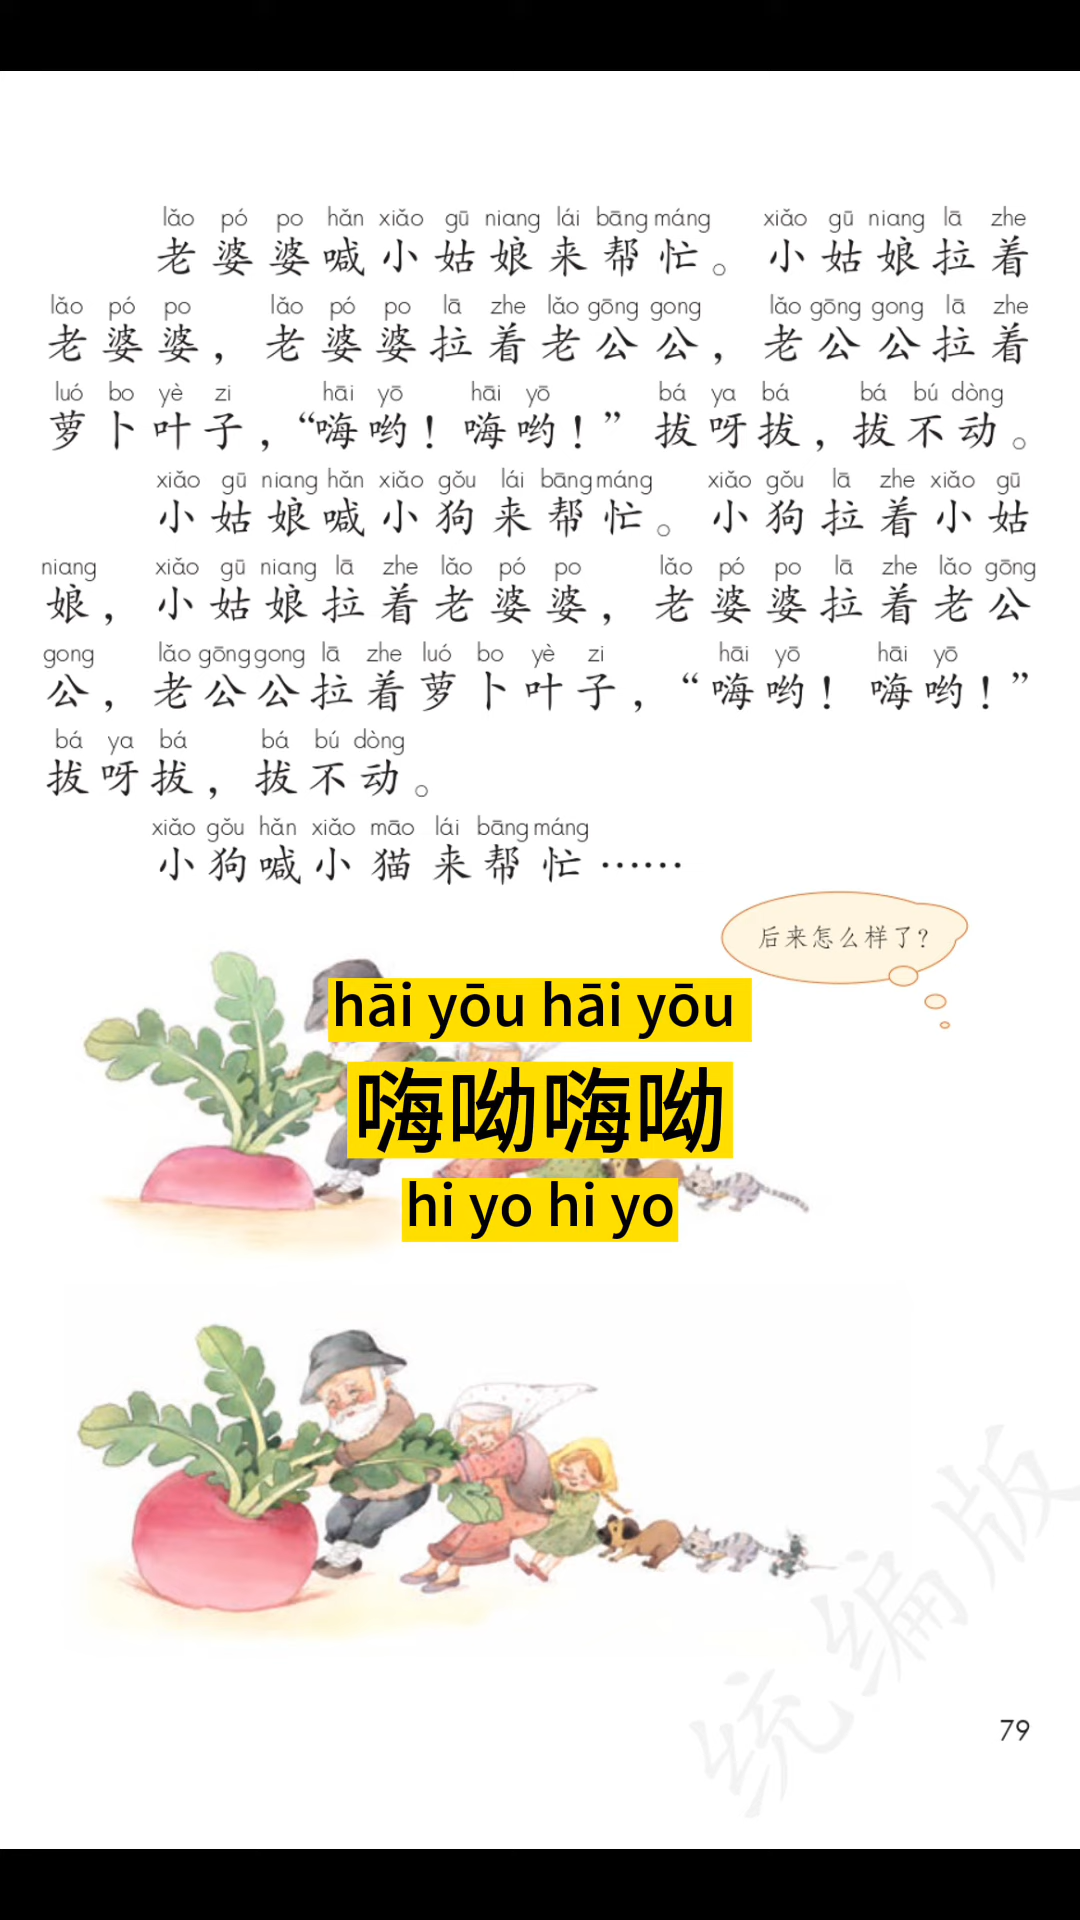 lǎo pó po hǎn xiǎo gū niang lái bāng máng xiǎo gū niang lā zhe
老婆婆喊小姑娘来帮忙。小姑娘拉着
lǎo pó po lǎo pó po lā zhe lǎo gōng gong lǎo gōng gong lā zhe
老婆婆，老婆婆拉着老公公，老公公拉着
luó bo yè zi hāi yō hāi yō bá ya bá bá bú dòng
萝卜叶子，“嗨哟！嗨哟！”拔呀拔，拔不动。
xiǎo gū niang hǎn xiǎo gǒu lái bāng máng xiǎo gǒu lā zhe xiǎo gū
小姑娘喊小狗来帮忙。小狗拉着小姑
niang xiǎo gū niang lā zhe lǎo pó po lǎo pó po lā zhe lǎo gōng
娘，小姑娘拉着老婆婆，老婆婆拉着老公
gong lǎo gōng gong lā zhe luó bo yè zi hāi yō hāi yō
公，老公公拉着萝卜叶子，“嗨哟！嗨哟！”
bá ya bá bá bú dòng
拔呀拔，拔不动。
xiǎo gǒu hǎn xiǎo māo lái bāng máng
小狗喊小猫来帮忙……
后来怎么样了？
hāi yōu hāi yōu
嗨呦嗨呦
hi yo hi yo
统编版
79